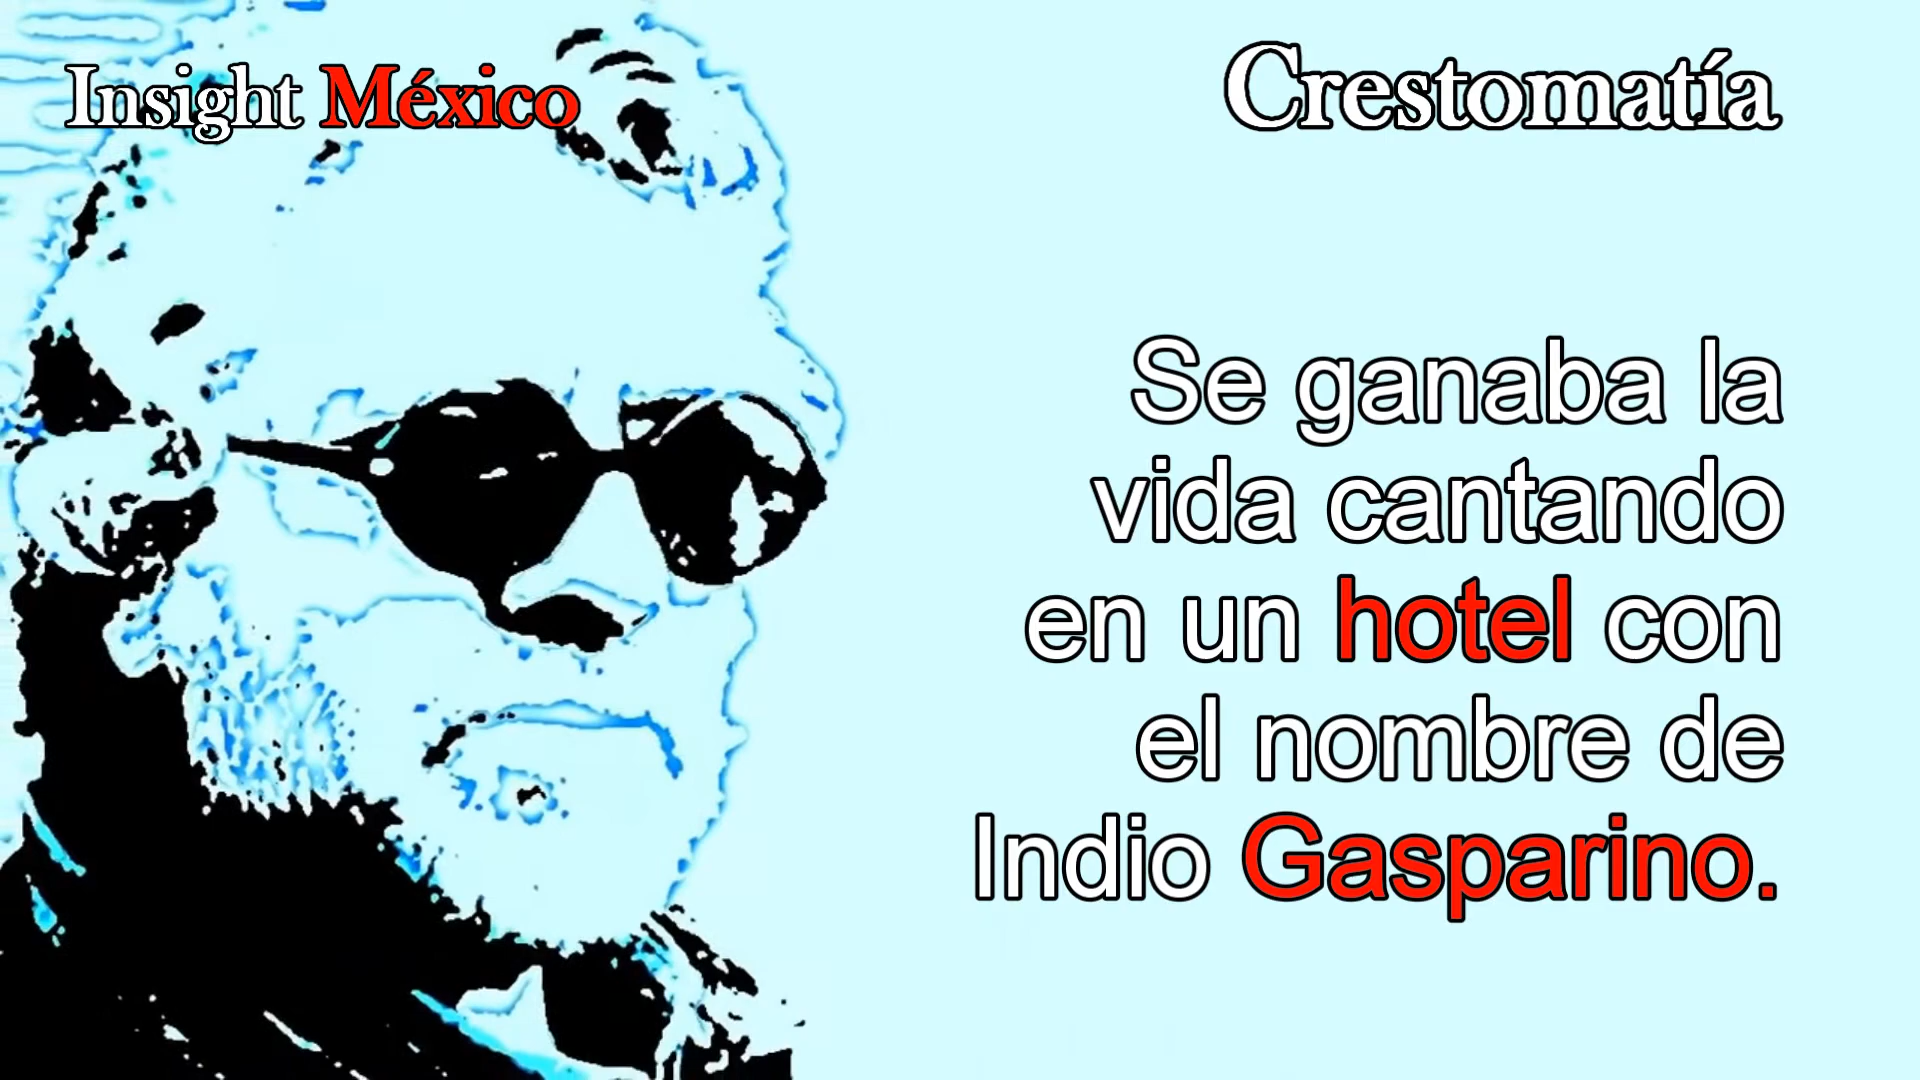 Insight México
Crestomatía
Se ganaba la
vida cantando
en un hotel con
el nombre de
Indio Gasparino.